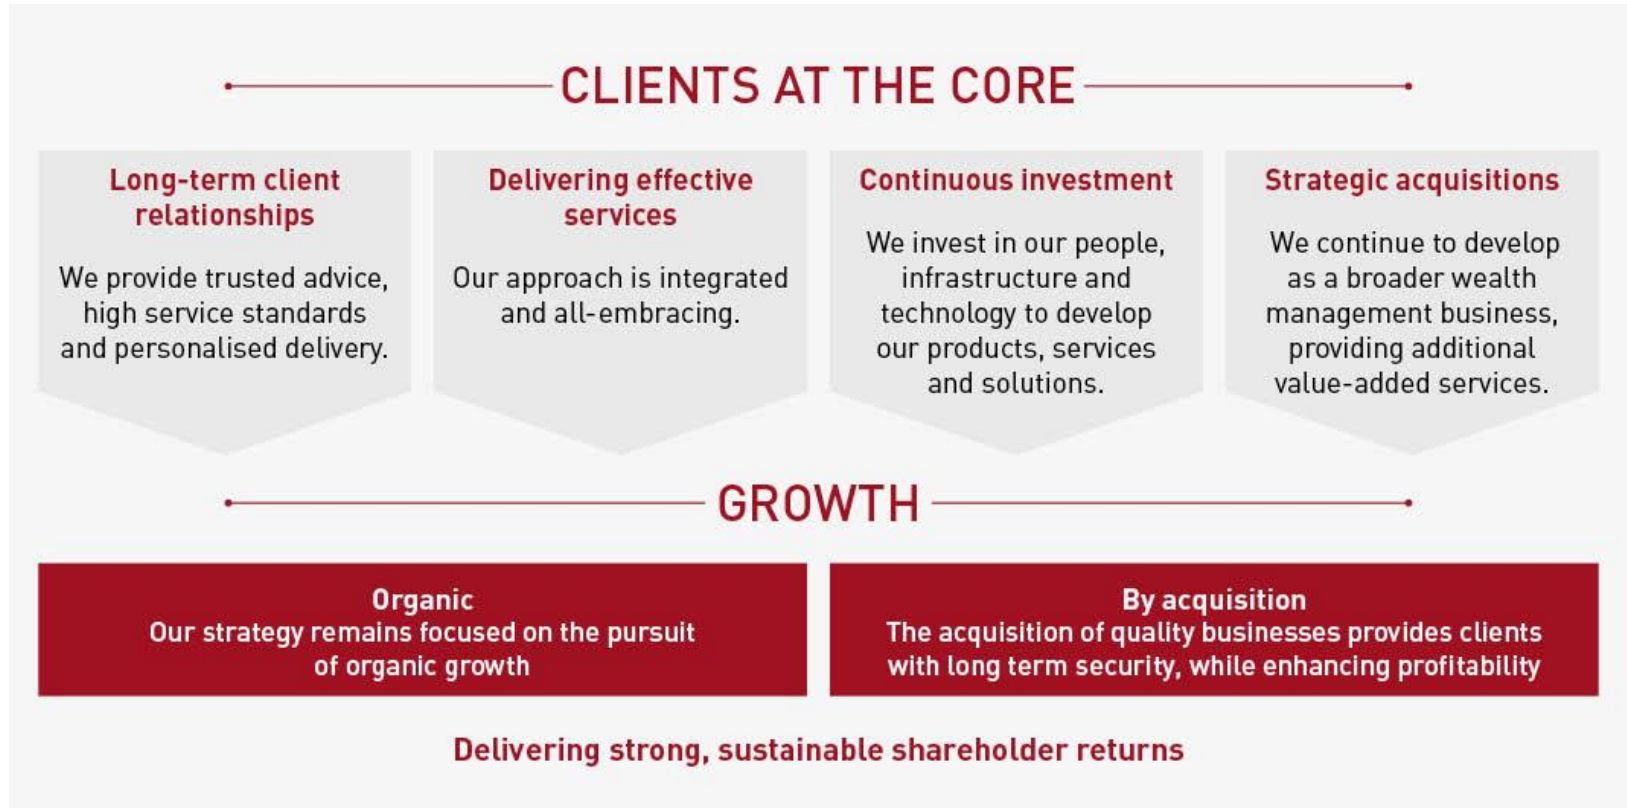 CLIENTS AT THE CORE
Long-term client
relationships
We provide trusted advice,
high service standards
and personalised delivery.
Delivering effective
services
Our approach is integrated
and all-embracing.
Continuous investment
We invest in our people,
infrastructure and
technology to develop
our products, services
and solutions.
Strategic acquisitions
We continue to develop
as a broader wealth
management business,
providing additional
value-added services.
GROWTH
Organic
Our strategy remains focused on the pursuit
of organic growth
By acquisition
The acquisition of quality businesses provides clients
with long term security, while enhancing profitability
Delivering strong, sustainable shareholder returns